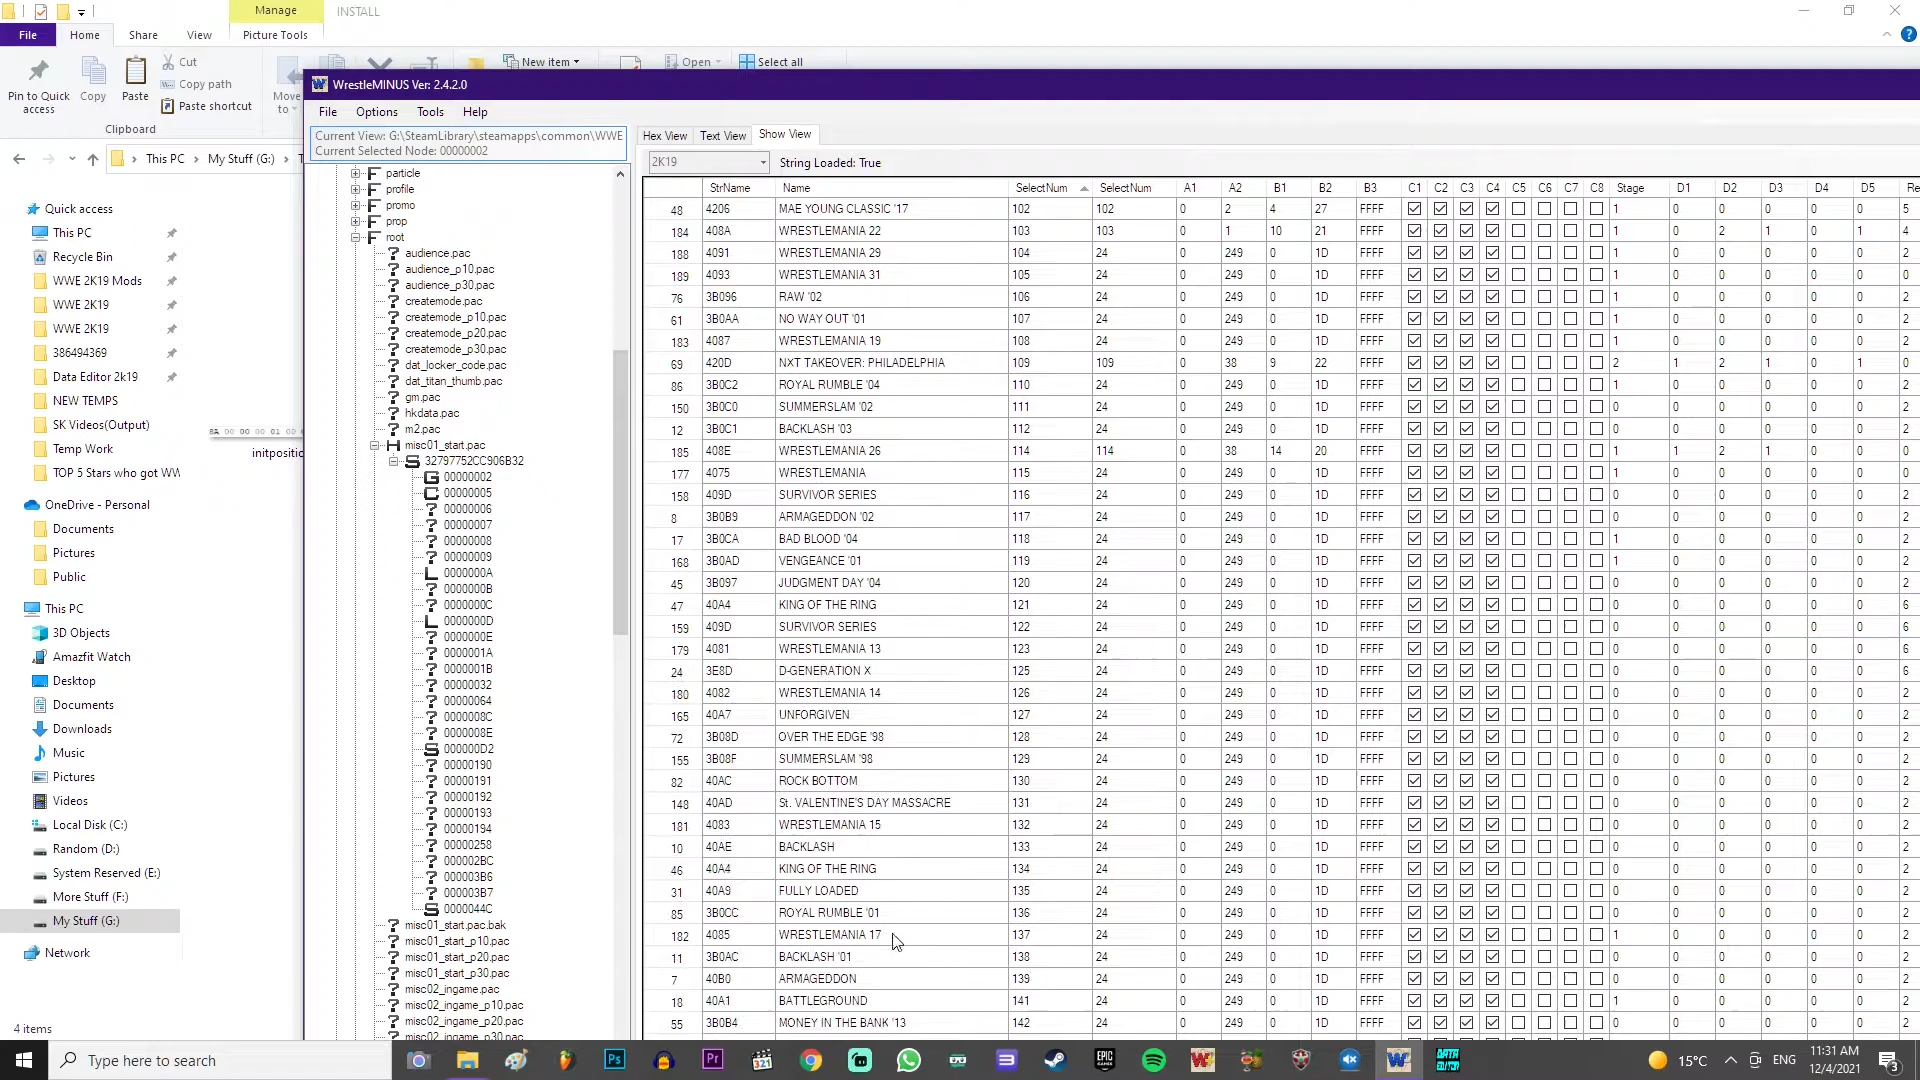 Manage INSTALL
File Home Share View Picture Tools
Pin to Quick access
Copy
Paste
Cut
Copy path
Paste shortcut
Clipboard
Move to
New item
Open
Select all
This PC > My Stuff (G:) >
WrestleMINUS Ver: 2.4.2.0
File Options Tools Help
Current View: G:\SteamLibrary\steamapps\common\WWE
Current Selected Node: 00000002
Hex View Text View Show View
2K19 String Loaded: True
Quick access
This PC
Recycle Bin
WWE 2K19 Mods
WWE 2K19
WWE 2K19
386494369
Data Editor 2k19
NEW TEMPS
SK Videos(Output)
Temp Work
TOP 5 Stars who got WV
OneDrive - Personal
Documents
Pictures
Public
This PC
3D Objects
Amazfit Watch
Desktop
Documents
Downloads
Music
Pictures
Videos
Local Disk (C:)
Random (D:)
System Reserved (E:)
More Stuff (F:)
My Stuff (G:)
Network
4 items
initpositio
particle
profile
promo
prop
root
audience.pac
audience_p10.pac
audience_p30.pac
createmode.pac
createmode_p10.pac
createmode_p20.pac
createmode_p30.pac
dat_locker_code.pac
dat_titan_thumb.pac
gm.pac
hkdata.pac
m2.pac
misc01_start.pac
32797752CC906B32
00000002
00000005
00000006
00000007
00000008
00000009
0000000A
0000000B
0000000C
0000000D
0000000E
0000001A
0000001B
00000032
00000064
0000008C
0000008E
000000D2
00000190
00000191
00000192
00000193
00000194
00000258
000002BC
000003B6
000003B7
0000044C
misc01_start.pac.bak
misc01_start_p10.pac
misc01_start_p20.pac
misc01_start_p30.pac
misc02_ingame.pac
misc02_ingame_p10.pac
misc02_ingame_p20.pac
misc02_ingame_p30.pac
StrName Name SelectNum SelectNum A1 A2 B1 B2 B3 C1 C2 C3 C4 C5 C6 C7 C8 Stage D1 D2 D3 D4 D5 Re
48 4206 MAE YOUNG CLASSIC '17 102 102 0 2 4 27 FFFF 1 0 0 0 0 0 5
184 408A WRESTLEMANIA 22 103 103 0 1 10 21 FFFF 1 0 2 1 0 1 4
188 4091 WRESTLEMANIA 29 104 24 0 249 0 1D FFFF 1 0 0 0 0 0 2
189 4093 WRESTLEMANIA 31 105 24 0 249 0 1D FFFF 1 0 0 0 0 0 0
76 3B096 RAW '02 106 24 0 249 0 1D FFFF 1 0 0 0 0 0 2
61 3B0AA NO WAY OUT '01 107 24 0 249 0 1D FFFF 1 0 0 0 0 0 2
183 4087 WRESTLEMANIA 19 108 24 0 249 0 1D FFFF 1 0 0 0 0 0 2
69 420D NXT TAKEOVER: PHILADELPHIA 109 109 0 38 9 22 FFFF 2 1 2 1 0 1 0
86 3B0C2 ROYAL RUMBLE '04 110 24 0 249 0 1D FFFF 1 0 0 0 0 0 2
150 3B0C0 SUMMERSLAM '02 111 24 0 249 0 1D FFFF 0 0 0 0 0 0 2
12 3B0C1 BACKLASH '03 112 24 0 249 0 1D FFFF 0 0 0 0 0 0 2
185 408E WRESTLEMANIA 26 114 114 0 38 14 20 FFFF 1 1 2 1 0 0 0
177 4075 WRESTLEMANIA 115 24 0 249 0 1D FFFF 1 0 0 0 0 0 2
158 409D SURVIVOR SERIES 116 24 0 249 0 1D FFFF 0 0 0 0 0 0 2
8 3B0B9 ARMAGEDDON '02 117 24 0 249 0 1D FFFF 0 0 0 0 0 0 2
17 3B0CA BAD BLOOD '04 118 24 0 249 0 1D FFFF 1 0 0 0 0 0 2
168 3B0AD VENGEANCE '01 119 24 0 249 0 1D FFFF 1 0 0 0 0 0 2
45 3B097 JUDGMENT DAY '04 120 24 0 249 0 1D FFFF 0 0 0 0 0 0 2
47 40A4 KING OF THE RING 121 24 0 249 0 1D FFFF 0 0 0 0 0 0 6
159 409D SURVIVOR SERIES 122 24 0 249 0 1D FFFF 0 0 0 0 0 0 6
179 4081 WRESTLEMANIA 13 123 24 0 249 0 1D FFFF 0 0 0 0 0 0 6
24 3E8D D-GENERATION X 125 24 0 249 0 1D FFFF 0 0 0 0 0 0 6
180 4082 WRESTLEMANIA 14 126 24 0 249 0 1D FFFF 0 0 0 0 0 0 2
165 40A7 UNFORGIVEN 127 24 0 249 0 1D FFFF 0 0 0 0 0 0 2
72 3B08D OVER THE EDGE '98 128 24 0 249 0 1D FFFF 0 0 0 0 0 0 2
155 3B08F SUMMERSLAM '98 129 24 0 249 0 1D FFFF 0 0 0 0 0 0 2
82 40AC ROCK BOTTOM 130 24 0 249 0 1D FFFF 0 0 0 0 0 0 2
148 40AD St. VALENTINE'S DAY MASSACRE 131 24 0 249 0 1D FFFF 0 0 0 0 0 0 2
181 4083 WRESTLEMANIA 15 132 24 0 249 0 1D FFFF 0 0 0 0 0 0 2
10 40AE BACKLASH 133 24 0 249 0 1D FFFF 0 0 0 0 0 0 2
46 40A4 KING OF THE RING 134 24 0 249 0 1D FFFF 0 0 0 0 0 0 2
31 40A9 FULLY LOADED 135 24 0 249 0 1D FFFF 0 0 0 0 0 0 2
85 3B0CC ROYAL RUMBLE '01 136 24 0 249 0 1D FFFF 0 0 0 0 0 0 2
182 4085 WRESTLEMANIA 17 137 24 0 249 0 1D FFFF 1 0 0 0 0 0 2
11 3B0AC BACKLASH '01 138 24 0 249 0 1D FFFF 0 0 0 0 0 0 2
7 40B0 ARMAGEDDON 139 24 0 249 0 1D FFFF 0 0 0 0 0 0 2
18 40A1 BATTLEGROUND 141 24 0 249 0 1D FFFF 1 0 0 0 0 0 2
55 3B0B4 MONEY IN THE BANK '13 142 24 0 249 0 1D FFFF 0 0 0 0 0 0 2
Type here to search
15°C ENG 11:31 AM
12/4/2021
3